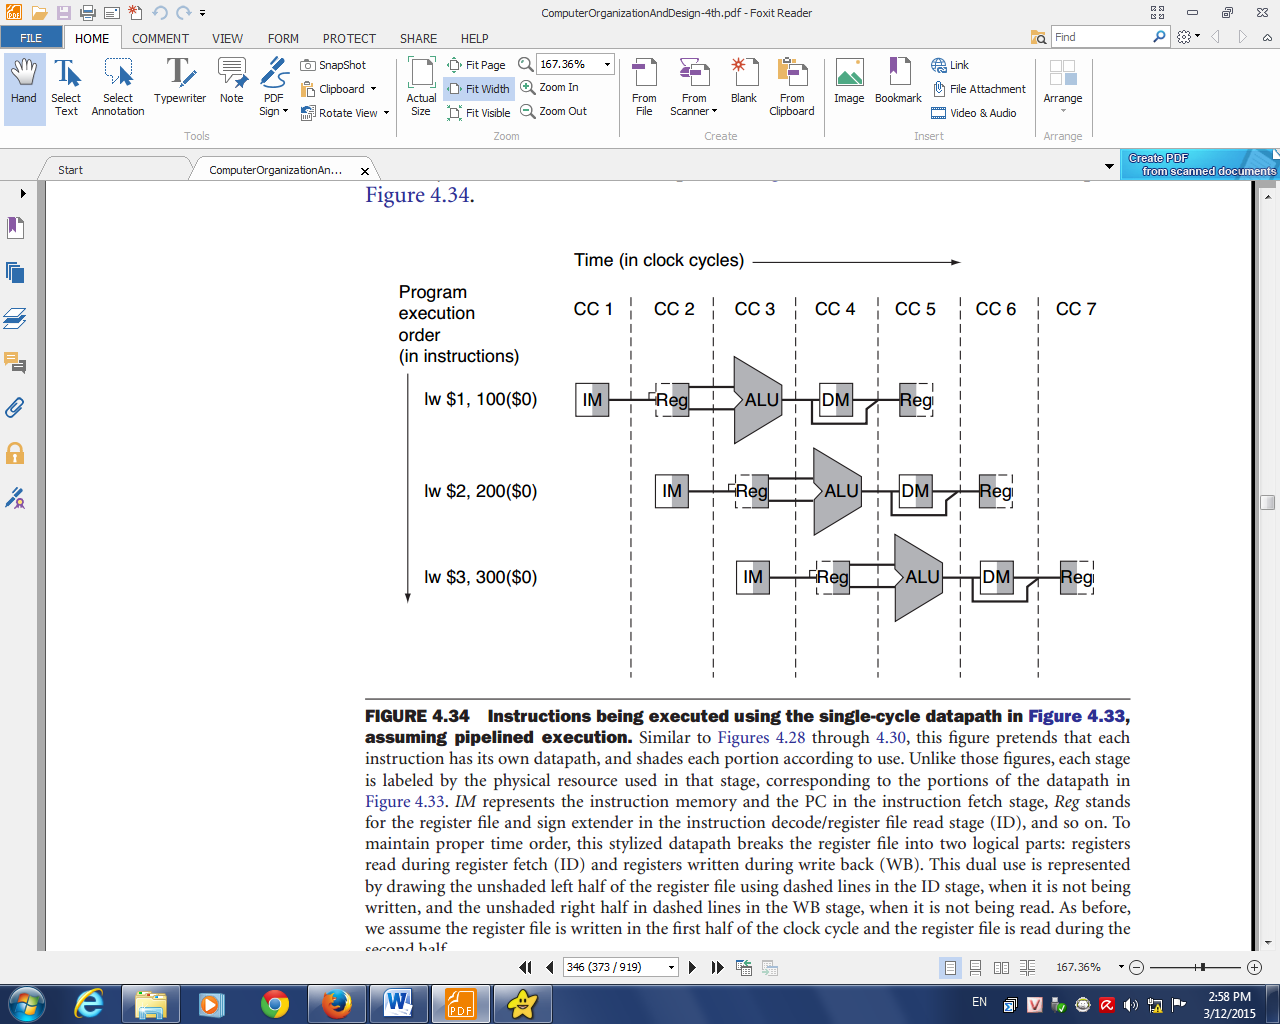 ComputerOrganizationAndDesign-4th.pdf - Foxit Reader
FILE HOME COMMENT VIEW FORM PROTECT SHARE HELP
Find
Hand
Select Text
Select Annotation
Typewriter
Note
PDF Sign
SnapShot
Clipboard
Rotate View
Tools
Actual Size
Fit Page
Fit Width
Fit Visible
167.36%
Zoom In
Zoom Out
Zoom
From File
From Scanner
Blank
From Clipboard
Create
Image
Bookmark
Link
File Attachment
Video & Audio
Insert
Arrange
Arrange
Start
ComputerOrganizationAn...
Create PDF
from scanned documents
Figure 4.34.
Time (in clock cycles)
Program
execution
order
(in instructions)
CC 1 CC 2 CC 3 CC 4 CC 5 CC 6 CC 7
lw $1, 100($0) IM Reg ALU DM Reg
lw $2, 200($0) IM Reg ALU DM Reg
lw $3, 300($0) IM Reg ALU DM Reg
FIGURE 4.34 Instructions being executed using the single-cycle datapath in Figure 4.33,
assuming pipelined execution. Similar to Figures 4.28 through 4.30, this figure pretends that each
instruction has its own datapath, and shades each portion according to use. Unlike those figures, each stage
is labeled by the physical resource used in that stage, corresponding to the portions of the datapath in
Figure 4.33. IM represents the instruction memory and the PC in the instruction fetch stage, Reg stands
for the register file and sign extender in the instruction decode/register file read stage (ID), and so on. To
maintain proper time order, this stylized datapath breaks the register file into two logical parts: registers
read during register fetch (ID) and registers written during write back (WB). This dual use is represented
by drawing the unshaded left half of the register file using dashed lines in the ID stage, when it is not being
written, and the unshaded right half in dashed lines in the WB stage, when it is not being read. As before,
we assume the register file is written in the first half of the clock cycle and the register file is read during the
second half.
346 (373 / 919)
167.36%
EN
2:58 PM
3/12/2015